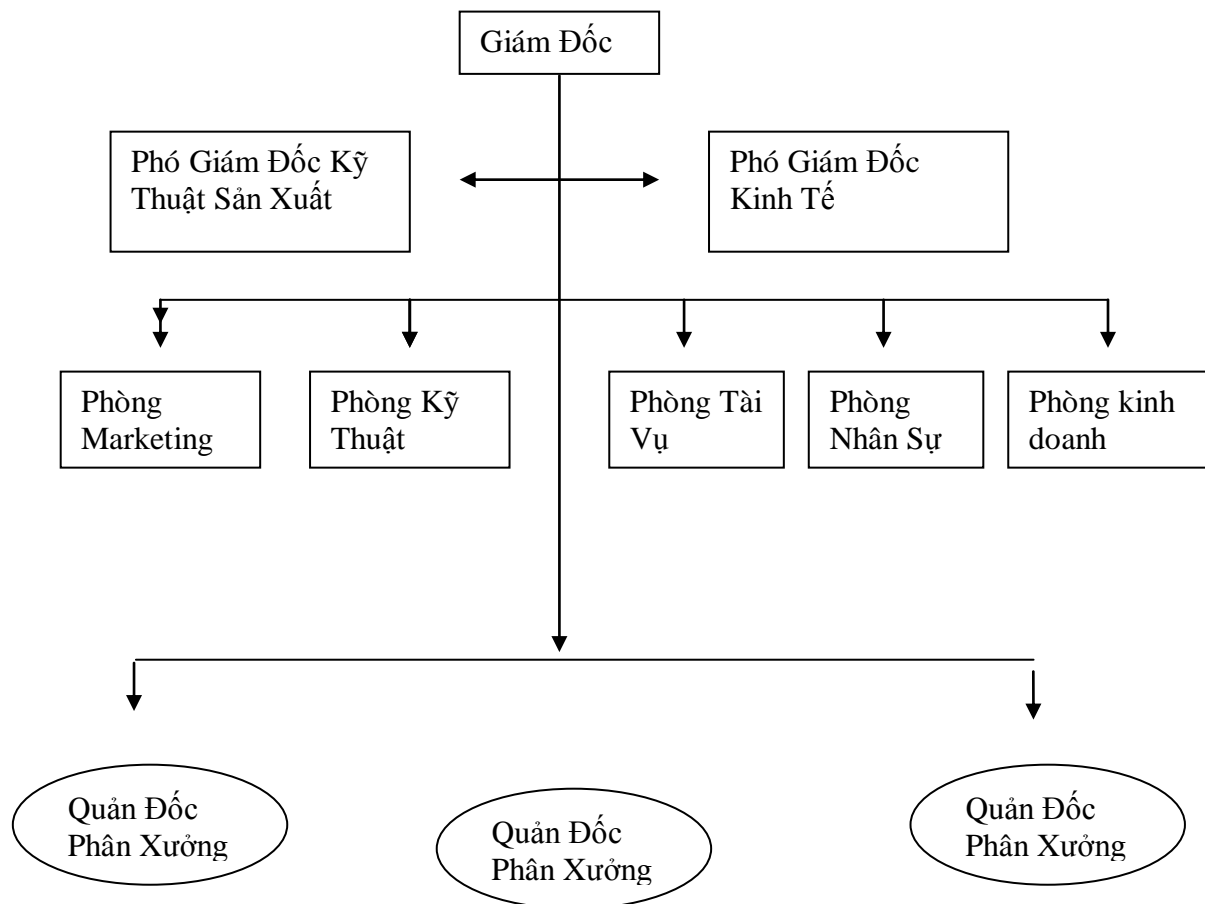 Giám Đốc
Phó Giám Đốc Kỹ
Thuật Sản Xuất
Phó Giám Đốc
Kinh Tế
Phòng
Marketing
Phòng Kỹ
Thuật
Phòng Tài
Vụ
Phòng
Nhân Sự
Phòng kinh
doanh
Quản Đốc
Phân Xưởng
Quản Đốc
Phân Xưởng
Quản Đốc
Phân Xưởng